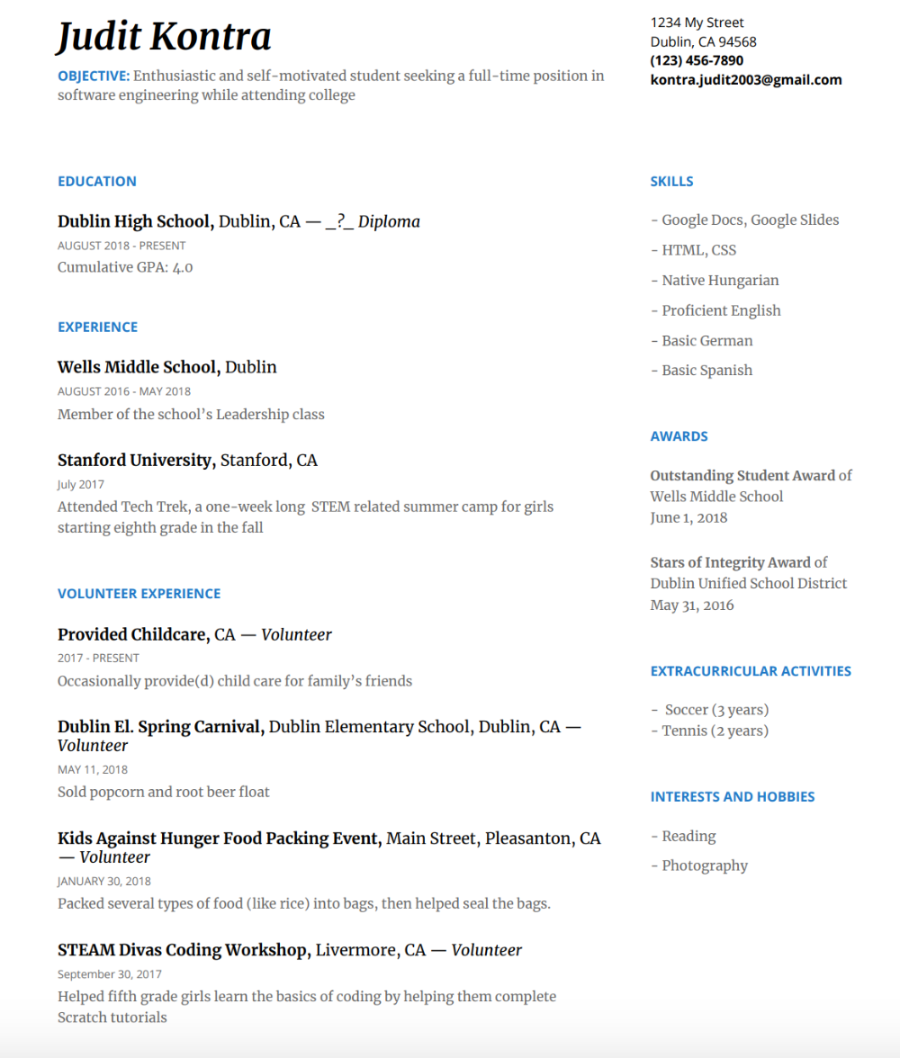 Judit Kontra
OBJECTIVE: Enthusiastic and self-motivated student seeking a full-time position in
software engineering while attending college
1234 My Street
Dublin, CA 94568
(123) 456-7890
kontra.judit2003@gmail.com
EDUCATION
Dublin High School, Dublin, CA — _?_ Diploma
AUGUST 2018 - PRESENT
Cumulative GPA: 4.0
EXPERIENCE
Wells Middle School, Dublin
AUGUST 2016 - MAY 2018
Member of the school's Leadership class
Stanford University, Stanford, CA
July 2017
Attended Tech Trek, a one-week long  STEM related summer camp for girls
starting eighth grade in the fall
VOLUNTEER EXPERIENCE
Provided Childcare, CA — Volunteer
2017 - PRESENT
Occasionally provide(d) child care for family's friends
Dublin El. Spring Carnival, Dublin Elementary School, Dublin, CA —
Volunteer
MAY 11, 2018
Sold popcorn and root beer float
Kids Against Hunger Food Packing Event, Main Street, Pleasanton, CA
— Volunteer
JANUARY 30, 2018
Packed several types of food (like rice) into bags, then helped seal the bags.
STEAM Divas Coding Workshop, Livermore, CA — Volunteer
September 30, 2017
Helped fifth grade girls learn the basics of coding by helping them complete
Scratch tutorials
SKILLS
- Google Docs, Google Slides
- HTML, CSS
- Native Hungarian
- Proficient English
- Basic German
- Basic Spanish
AWARDS
Outstanding Student Award of
Wells Middle School
June 1, 2018
Stars of Integrity Award of
Dublin Unified School District
May 31, 2016
EXTRACURRICULAR ACTIVITIES
-  Soccer (3 years)
- Tennis (2 years)
INTERESTS AND HOBBIES
- Reading
- Photography